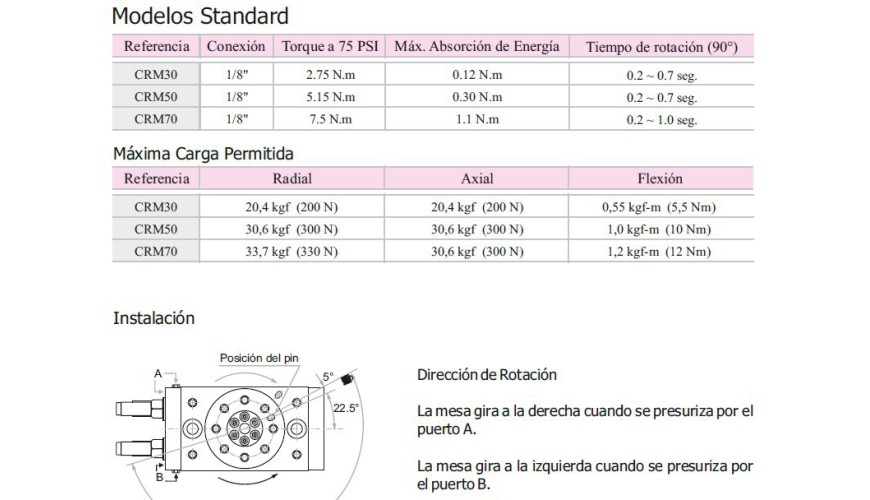 Modelos Standard
Referencia Conexión Torque a 75 PSI Máx. Absorción de Energía Tiempo de rotación (90°)
CRM30 1/8" 2.75 N.m 0.12 N.m 0.2 ~ 0.7 seg.
CRM50 1/8" 5.15 N.m 0.30 N.m 0.2 ~ 0.7 seg.
CRM70 1/8" 7.5 N.m 1.1 N.m 0.2 ~ 1.0 seg.
Máxima Carga Permitida
Referencia Radial Axial Flexión
CRM30 20,4 kgf (200 N) 20,4 kgf (200 N) 0,55 kgf-m (5,5 Nm)
CRM50 30,6 kgf (300 N) 30,6 kgf (300 N) 1,0 kgf-m (10 Nm)
CRM70 33,7 kgf (330 N) 30,6 kgf (300 N) 1,2 kgf-m (12 Nm)
Instalación
Posición del pin
A
5°
22.5°
B
Dirección de Rotación
La mesa gira a la derecha cuando se presuriza por el
puerto A.
La mesa gira a la izquierda cuando se presuriza por
el puerto B.